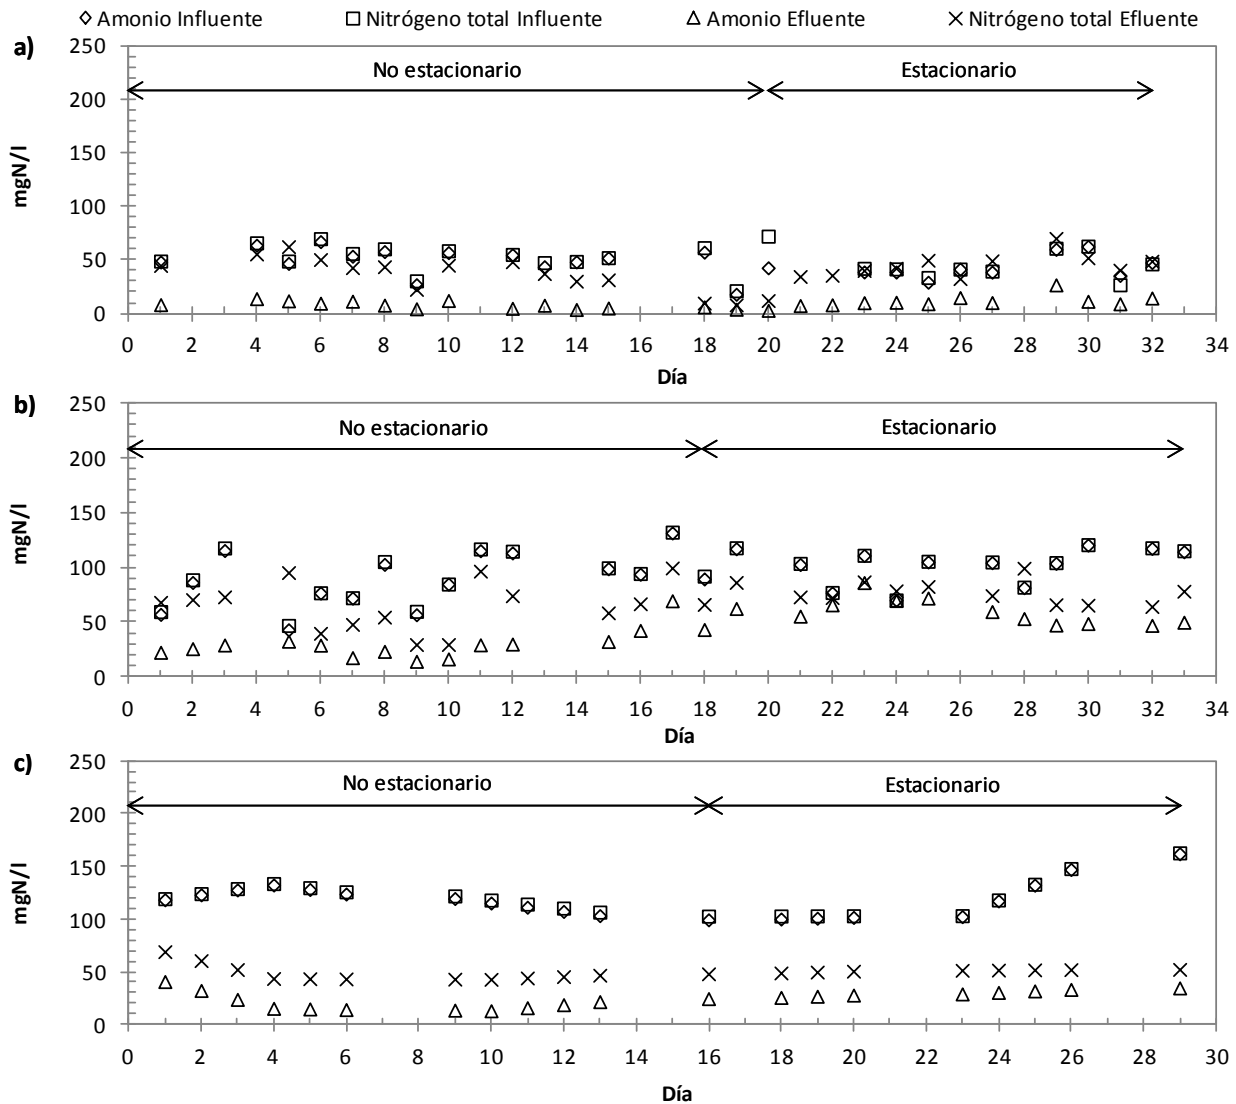 Amonio Influente Nitrógeno total Influente Amonio Efluente Nitrógeno total Efluente
a)
250
No estacionario Estacionario
200
150
mgN/l
100
50
0
0 2 4 6 8 10 12 14 16 18 20 22 24 26 28 30 32 34
Día
b)
250
No estacionario Estacionario
200
150
mgN/l
100
50
0
0 2 4 6 8 10 12 14 16 18 20 22 24 26 28 30 32 34
Día
c)
250
No estacionario Estacionario
200
150
mgN/l
100
50
0
0 2 4 6 8 10 12 14 16 18 20 22 24 26 28 30
Día